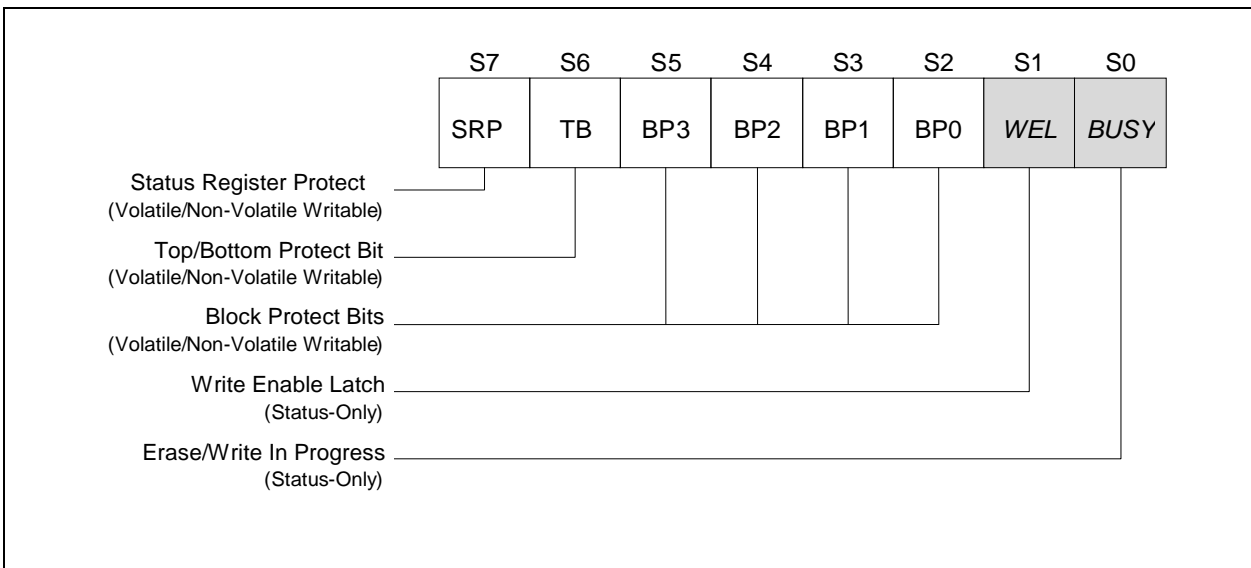 S7 S6 S5 S4 S3 S2 S1 S0
SRP TB BP3 BP2 BP1 BP0 WEL BUSY
Status Register Protect
(Volatile/Non-Volatile Writable)
Top/Bottom Protect Bit
(Volatile/Non-Volatile Writable)
Block Protect Bits
(Volatile/Non-Volatile Writable)
Write Enable Latch
(Status-Only)
Erase/Write In Progress
(Status-Only)